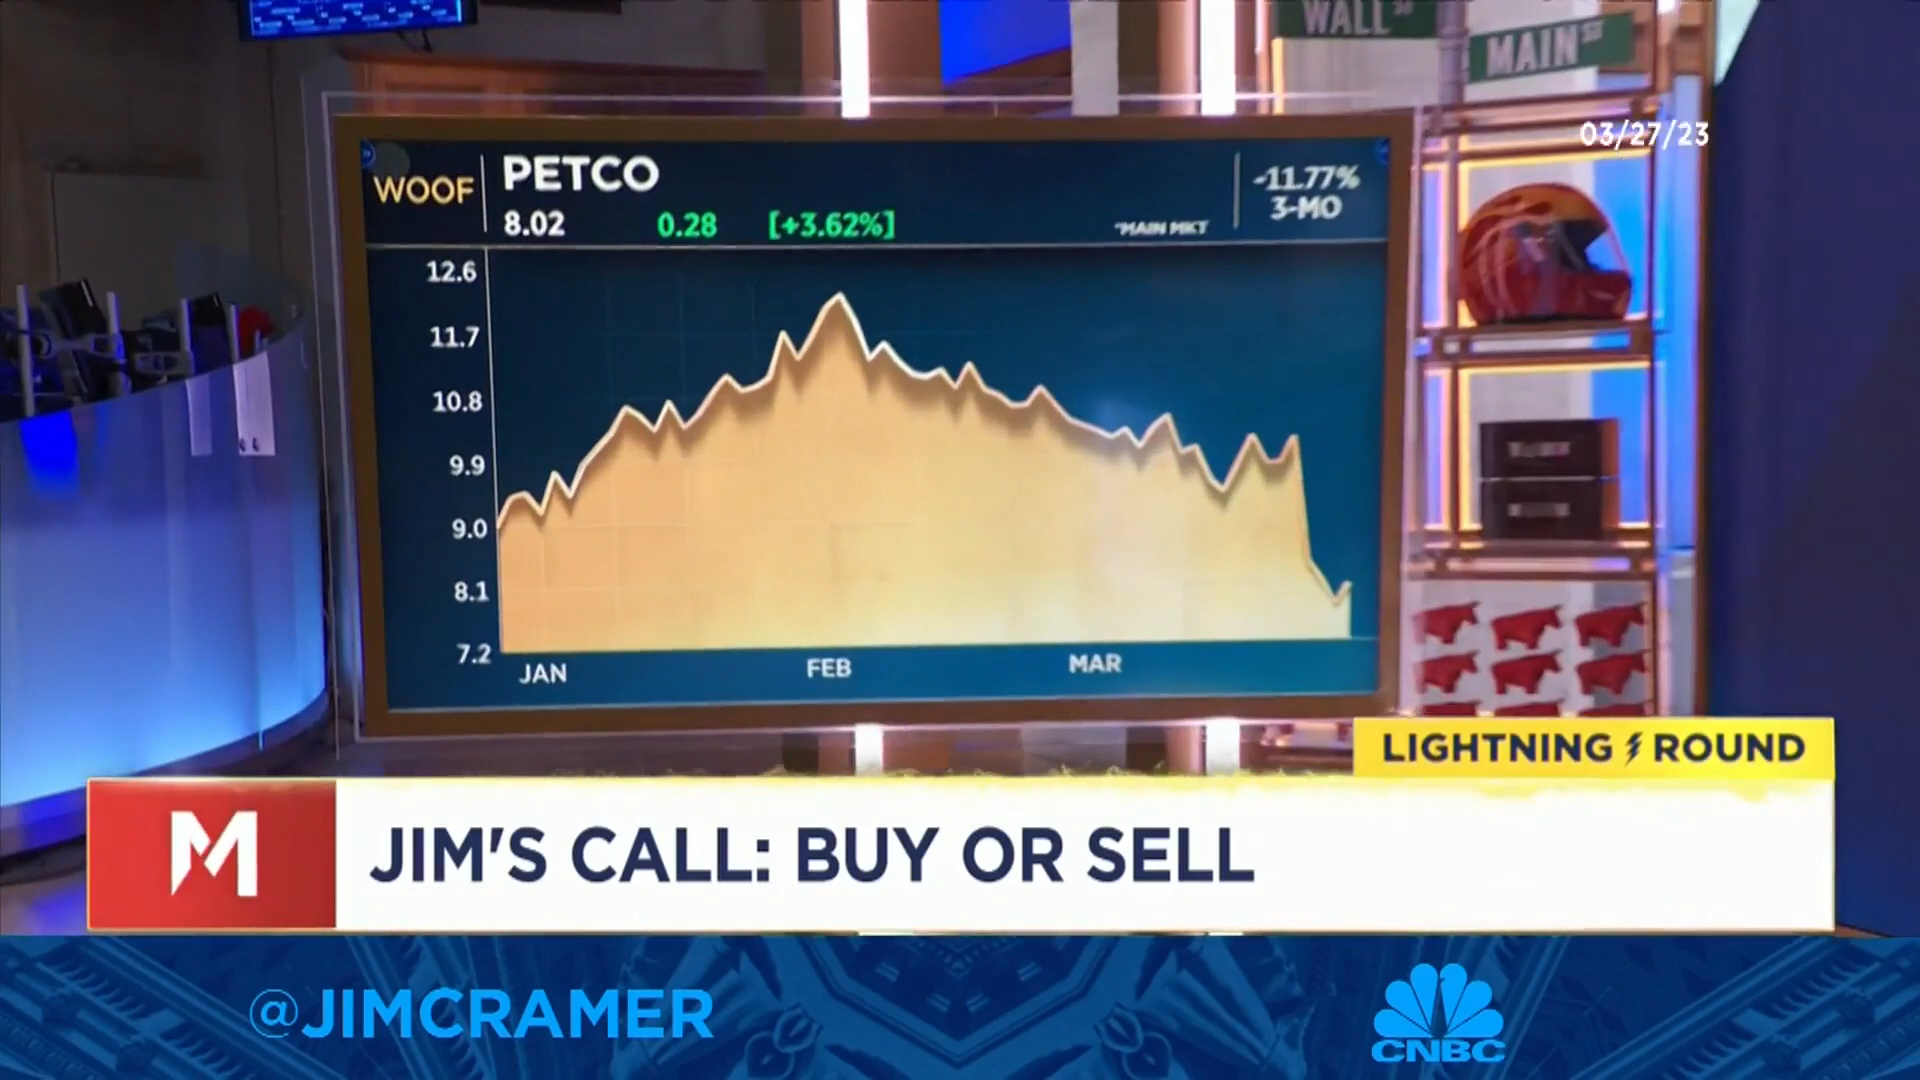 WALL ST
MAIN ST
03/27/23
WOOF
PETCO
8.02 0.28 [+3.62%]
*MAIN MKT
-11.77%
3-MO
12.6
11.7
10.8
9.9
9.0
8.1
7.2
JAN FEB MAR
LIGHTNING ROUND
M
JIM'S CALL: BUY OR SELL
@JIMCRAMER
CNBC